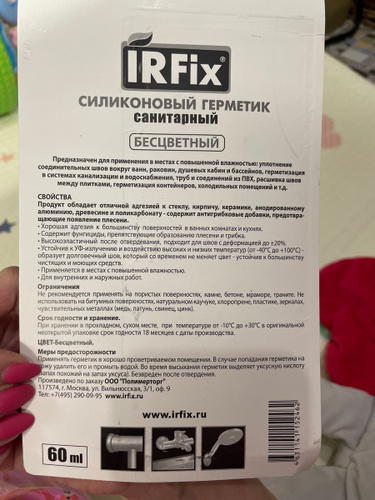 IRFix®
СИЛИКОНОВЫЙ ГЕРМЕТИК
санитарный
БЕСЦВЕТНЫЙ
Предназначен для применения в местах с повышенной влажностью: уплотнение
соединительных швов вокруг ванн, раковин, душевых кабин и бассейнов, герметизация
в системах канализации и водоснабжения, труб и соединений из ПВХ, расшивка швов
между плитками, герметизация контейнеров, холодильных помещений и т.д.
СВОЙСТВА
Продукт обладает отличной адгезией к стеклу, кирпичу, керамике, анодированному
алюминию, древесине и поликарбонату - содержит антигрибковые добавки, предотвра-
щающие появление плесени.
• Хорошая адгезия к большинству поверхностей в ванных комнатах и кухнях.
• Содержит фунгициды, препятствующие образованию плесени и грибка.
• Высокоэластичный после отверждения, подходит для швов с деформацией до ±20%.
• Устойчив к УФ-излучению и воздействию высоких и низких температур (от -40°C до +100°C) -
образует долговечный шов, который со временем не меняет цвет - устойчив к большинству
чистящих и моющих средств.
• Применяется в местах с повышенной влажностью.
• Для внутренних и наружных работ.
Ограничения
Не рекомендуется применять на пористых поверхностях, камне, бетоне, мраморе, граните. Не
использовать на битумных поверхностях, натуральном каучуке, хлоропрене, пластике, зеркалах,
чувствительных металлах (медь, латунь, свинец, цинк).
Срок годности и хранение.
При хранении в прохладном, сухом месте, при температуре от -10°C до +30°C в оригинальной
невскрытой упаковке срок годности 18 месяцев с даты производства.
ЦВЕТ-Бесцветный.
Меры предосторожности
Применять герметик в хорошо проветриваемом помещении. В случае попадания герметика на
кожу удалить его и промыть водой. Во время высыхания герметик выделяет уксусную кислоту
(запах похожий на запах уксуса). Безвреден после отверждения.
Произведено по заказу ООО "Полимерторг"
117574, г. Москва, ул. Вильнюсская, 3/1, оф. 9
Тел.: +7(495) 290-09-95
www.irfix.ru
www.irfix.ru
60 ml